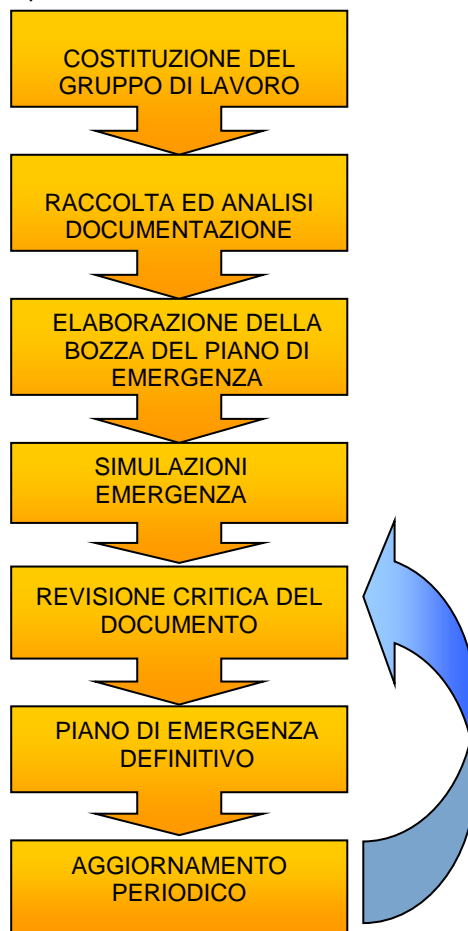 COSTITUZIONE DEL
GRUPPO DI LAVORO
RACCOLTA ED ANALISI
DOCUMENTAZIONE
ELABORAZIONE DELLA
BOZZA DEL PIANO DI
EMERGENZA
SIMULAZIONI
EMERGENZA
REVISIONE CRITICA DEL
DOCUMENTO
PIANO DI EMERGENZA
DEFINITIVO
AGGIORNAMENTO
PERIODICO